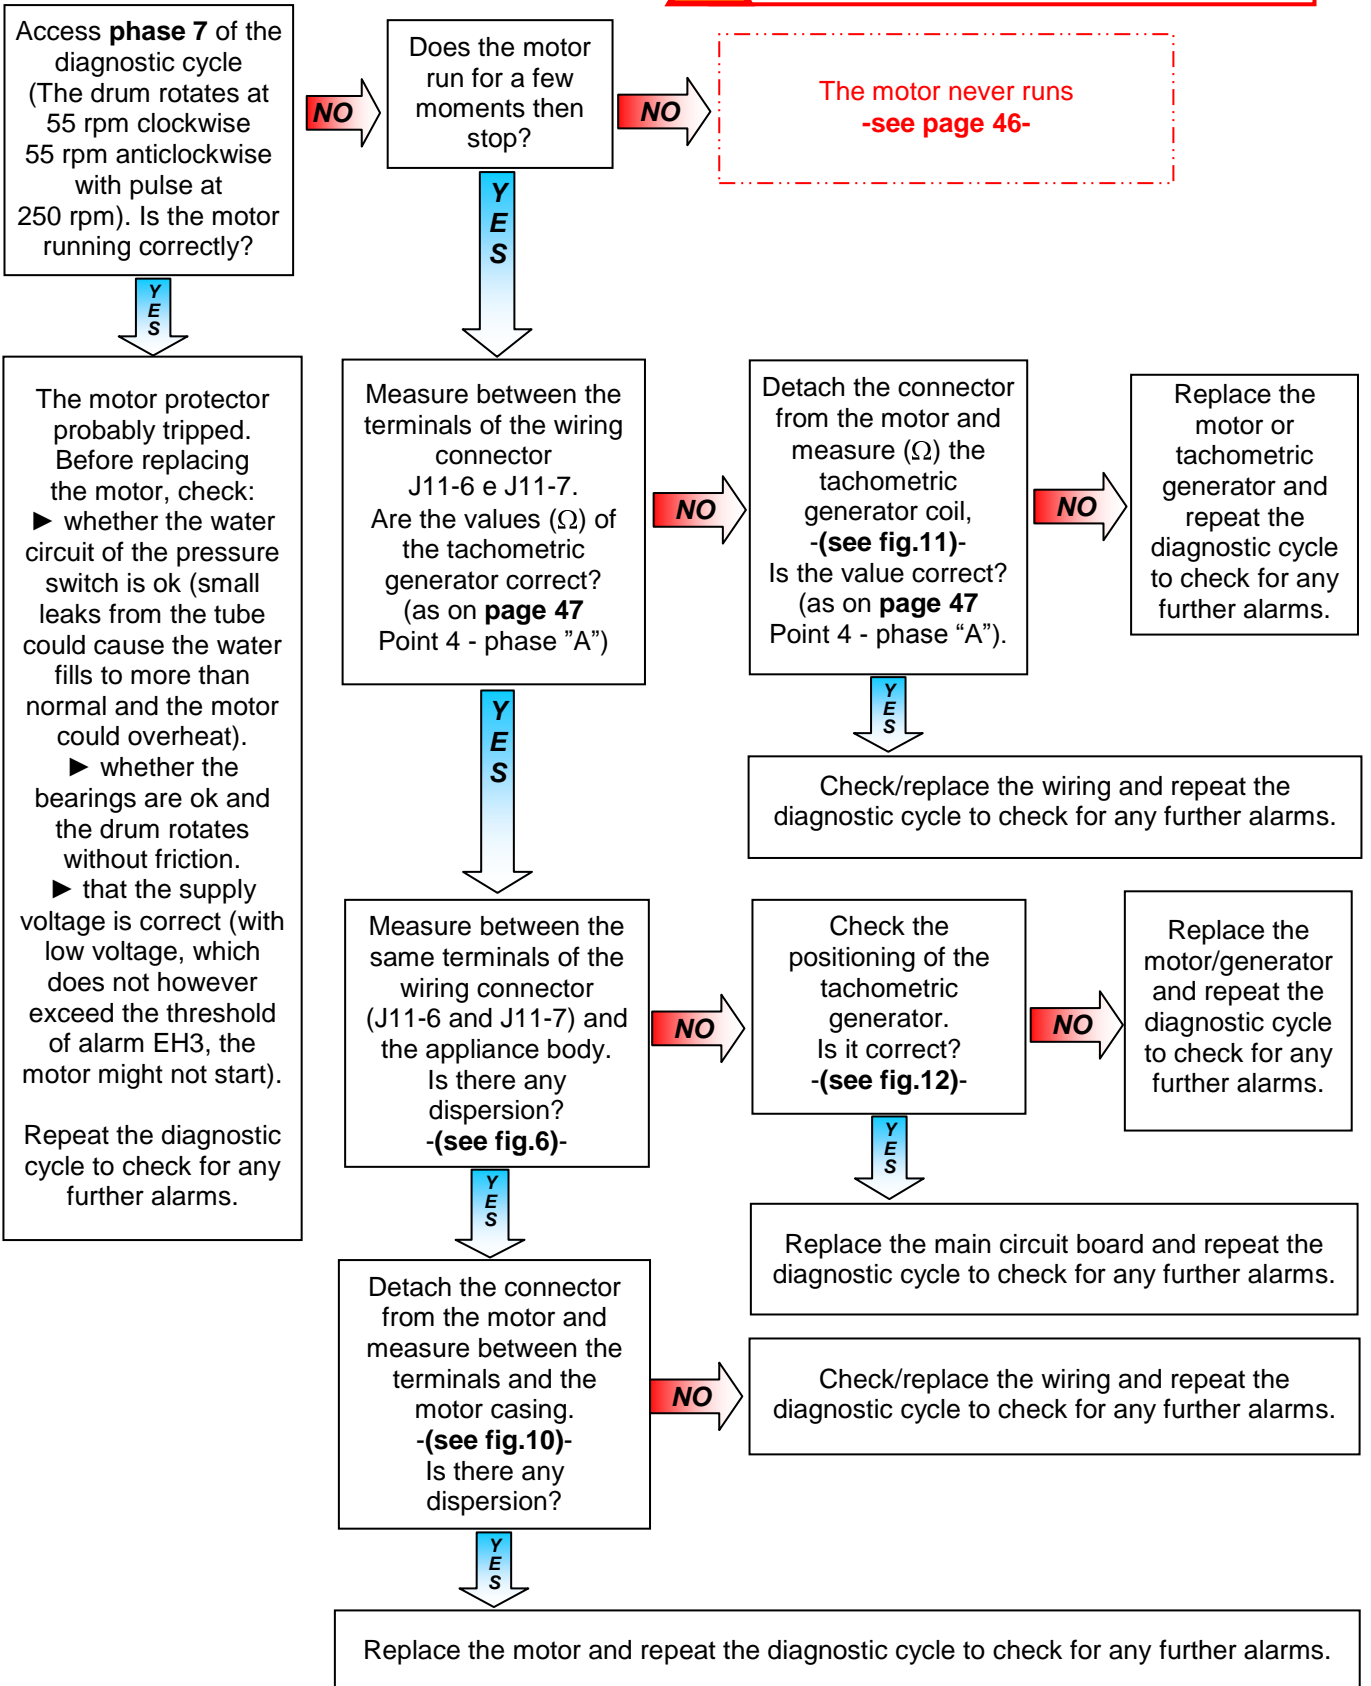 Access phase 7 of the
diagnostic cycle
(The drum rotates at
55 rpm clockwise
55 rpm anticlockwise
with pulse at
250 rpm). Is the motor
running correctly?
NO
Does the motor
run for a few
moments then
stop?
NO
The motor never runs
-see page 46-
Y
E
S
Y
E
S
The motor protector
probably tripped.
Before replacing
the motor, check:
► whether the water
circuit of the pressure
switch is ok (small
leaks from the tube
could cause the water
fills to more than
normal and the motor
could overheat).
► whether the
bearings are ok and
the drum rotates
without friction.
► that the supply
voltage is correct (with
low voltage, which
does not however
exceed the threshold
of alarm EH3, the
motor might not start).
Repeat the diagnostic
cycle to check for any
further alarms.
Measure between the
terminals of the wiring
connector
J11-6 e J11-7.
Are the values (Ω) of
the tachometric
generator correct?
(as on page 47
Point 4 - phase ”A”)
NO
Detach the connector
from the motor and
measure (Ω) the
tachometric
generator coil,
-(see fig.11)-
Is the value correct?
(as on page 47
Point 4 - phase “A”).
NO
Replace the
motor or
tachometric
generator and
repeat the
diagnostic cycle
to check for any
further alarms.
Y
E
S
Y
E
S
Check/replace the wiring and repeat the
diagnostic cycle to check for any further alarms.
Measure between the
same terminals of the
wiring connector
(J11-6 and J11-7) and
the appliance body.
Is there any
dispersion?
-(see fig.6)-
NO
Check the
positioning of the
tachometric
generator.
Is it correct?
-(see fig.12)-
NO
Replace the
motor/generator
and repeat the
diagnostic cycle
to check for any
further alarms.
Y
E
S
Y
E
S
Replace the main circuit board and repeat the
diagnostic cycle to check for any further alarms.
Detach the connector
from the motor and
measure between the
terminals and the
motor casing.
-(see fig.10)-
Is there any
dispersion?
NO
Check/replace the wiring and repeat the
diagnostic cycle to check for any further alarms.
Y
E
S
Replace the motor and repeat the diagnostic cycle to check for any further alarms.